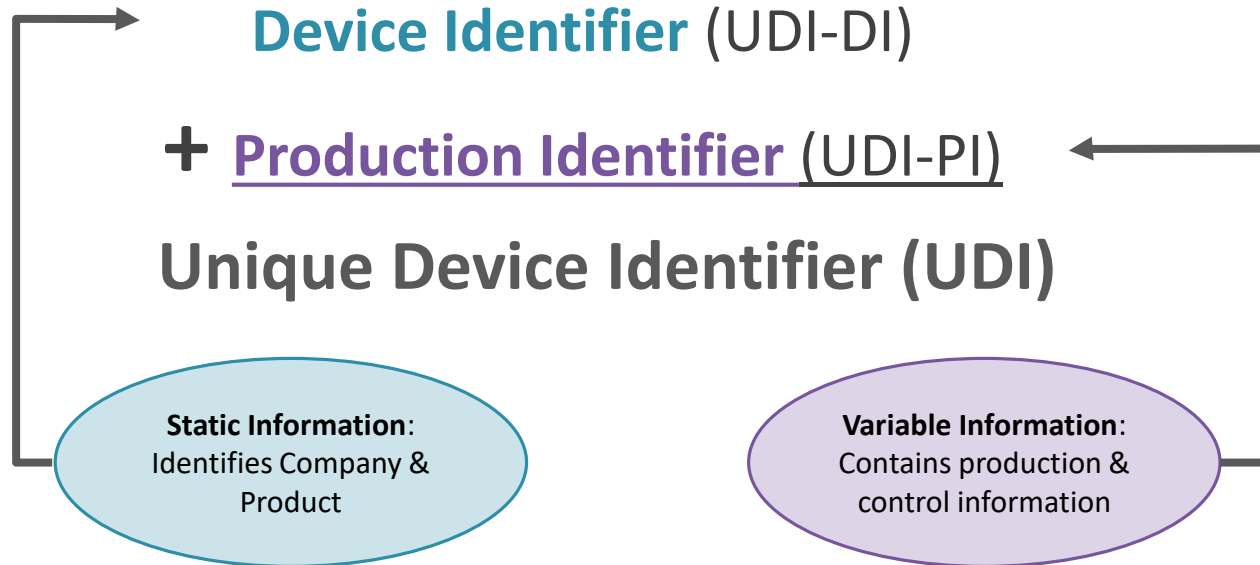 Device Identifier (UDI-DI)
+ Production Identifier (UDI-PI)
Unique Device Identifier (UDI)
Static Information:
Identifies Company &
Product
Variable Information:
Contains production &
control information